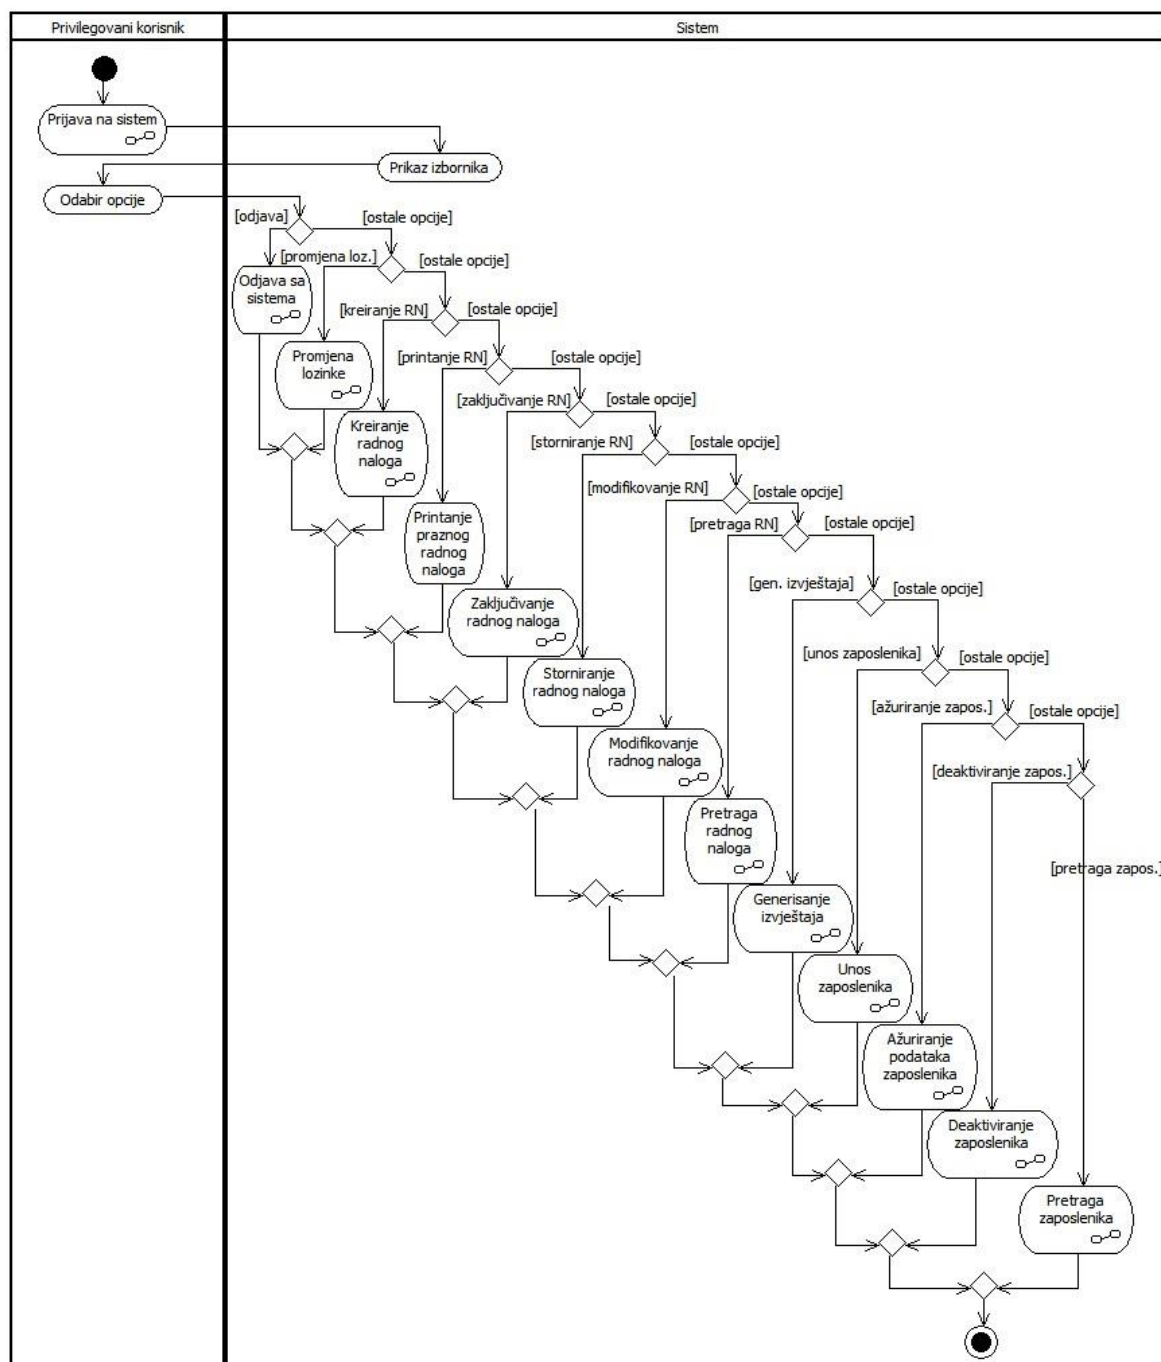 Privilegovani korisnik
Sistem
Prijava na sistem
Prikaz izbornika
Odabir opcije
[odjava]
[ostale opcije]
[promjena loz.]
[ostale opcije]
Odjava sa
sistema
[kreiranje RN]
[ostale opcije]
Promjena
lozinke
[printanje RN]
[ostale opcije]
[zaključivanje RN]
[ostale opcije]
Kreiranje
radnog
naloga
[storniranje RN]
[ostale opcije]
[modifikovanje RN]
[ostale opcije]
Printanje
praznog
radnog
naloga
[pretraga RN]
[ostale opcije]
[gen. izvještaja]
[ostale opcije]
Zaključivanje
radnog naloga
[unos zaposlenika]
[ostale opcije]
Storniranje
radnog naloga
[ažuriranje zapos.]
[ostale opcije]
Modifikovanje
radnog naloga
[deaktiviranje zapos.]
Pretraga
radnog
naloga
[pretraga zapos.]
Generisanje
izvještaja
Unos
zaposlenika
Ažuriranje
podataka
zaposlenika
Deaktiviranje
zaposlenika
Pretraga
zaposlenika